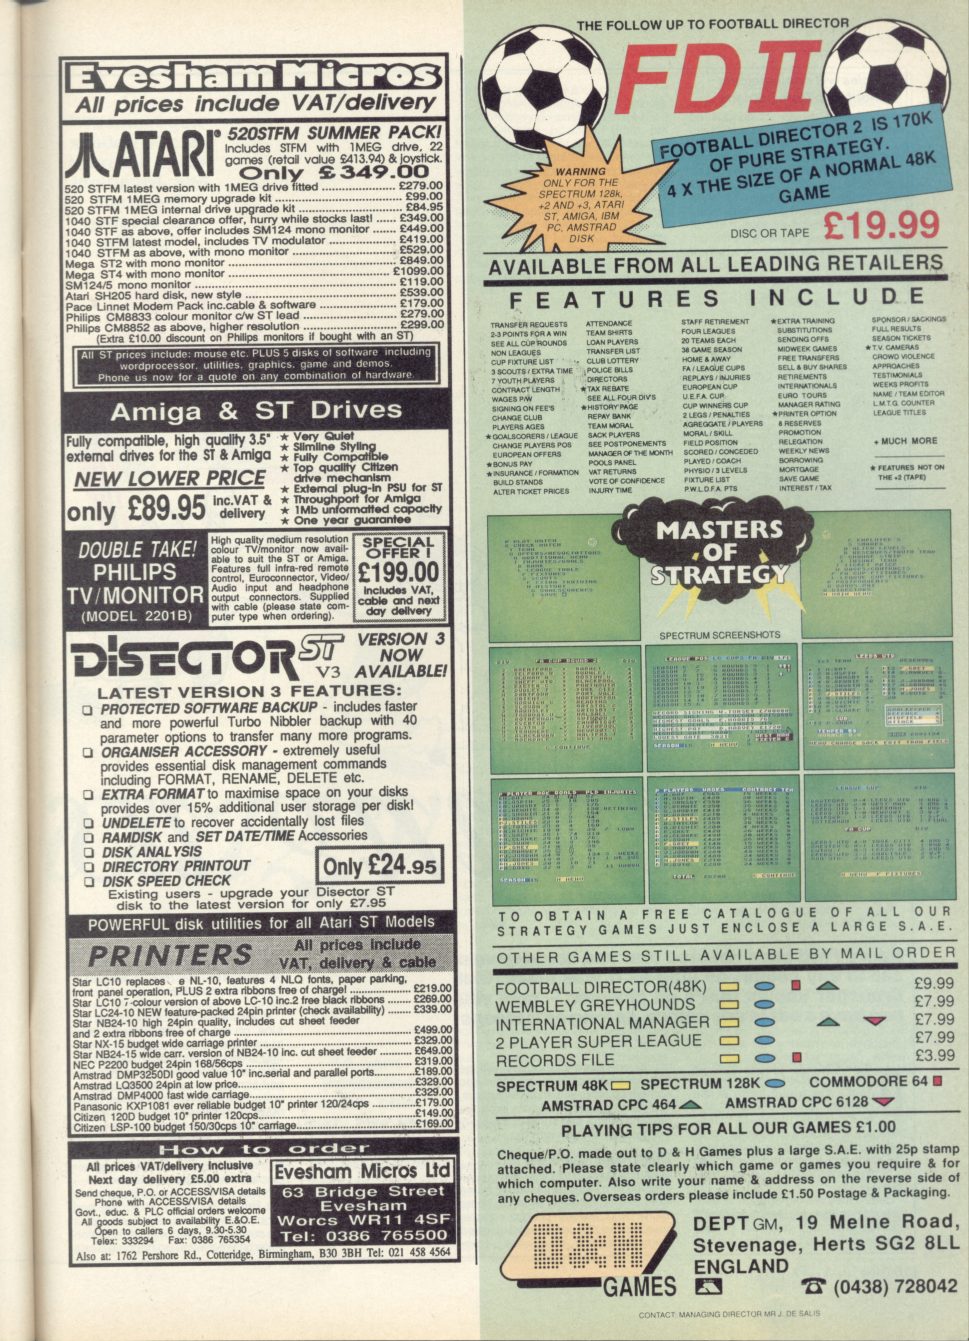 Evesham Micros
All prices include VAT/delivery
ATARI
520STFM SUMMER PACK!
Includes STFM with 1MEG drive, 22
games (retail value £413.94) & joystick.
Only £349.00
520 STFM latest version with 1MEG drive fitted £279.00
520 STFM 1MEG memory upgrade kit £99.00
520 STFM 1MEG internal drive upgrade kit £84.95
1040 STF special clearance offer, hurry while stocks last! £349.00
1040 STF as above, offer includes SM124 mono monitor £449.00
1040 STFM latest model, includes TV modulator £419.00
1040 STFM as above, with mono monitor £529.00
Mega ST2 with mono monitor £849.00
Mega ST4 with mono monitor £1099.00
SM124/5 mono monitor £119.00
Atari SH205 hard disk, new style £539.00
Pace Linnet Modem Pack inc.cable & software £179.00
Philips CM8833 colour monitor c/w ST lead £279.00
Philips CM8852 as above, higher resolution £299.00
(Extra £10.00 discount on Philips monitors if bought with an ST)
All ST prices include: mouse etc. PLUS 5 disks of software including
wordprocessor, utilities, graphics, game and demos.
Phone us now for a quote on any combination of hardware.
Amiga & ST Drives
Fully compatible, high quality 3.5"
external drives for the ST & Amiga
NEW LOWER PRICE
only £89.95 inc.VAT & delivery
★ Very Quiet
★ Slimline Styling
★ Fully Compatible
★ Top quality Citizen
drive mechanism
★ External plug-in PSU for ST
★ Throughport for Amiga
★ 1Mb unformatted capacity
★ One year guarantee
DOUBLE TAKE!
PHILIPS
TV/MONITOR
(MODEL 2201B)
High quality medium resolution
colour TV/monitor now avail-
able to suit the ST or Amiga.
Features full infra-red remote
control, Euroconnector, Video/
Audio input and headphone
output connectors. Supplied
with cable (please state com-
puter type when ordering).
SPECIAL
OFFER !
£199.00
Includes VAT,
cable and next
day delivery
DISECTOR ST V3
VERSION 3
NOW
AVAILABLE!
LATEST VERSION 3 FEATURES:
❑ PROTECTED SOFTWARE BACKUP - includes faster
and more powerful Turbo Nibbler backup with 40
parameter options to transfer many more programs.
❑ ORGANISER ACCESSORY - extremely useful
provides essential disk management commands
including FORMAT, RENAME, DELETE etc.
❑ EXTRA FORMAT to maximise space on your disks
provides over 15% additional user storage per disk!
❑ UNDELETE to recover accidentally lost files
❑ RAMDISK and SET DATE/TIME Accessories
❑ DISK ANALYSIS
❑ DIRECTORY PRINTOUT
❑ DISK SPEED CHECK
Only £24.95
Existing users - upgrade your Disector ST
disk to the latest version for only £7.95
POWERFUL disk utilities for all Atari ST Models
PRINTERS
All prices include
VAT, delivery & cable
Star LC10 replaces e NL-10, features 4 NLQ fonts, paper parking,
front panel operation, PLUS 2 extra ribbons free of charge! £219.00
Star LC10 7-colour version of above LC-10 inc.2 free black ribbons £269.00
Star LC24-10 NEW feature-packed 24pin printer (check availability) £339.00
Star NB24-10 high 24pin quality, includes cut sheet feeder
and 2 extra ribbons free of charge £499.00
Star NX-15 budget wide carriage printer £329.00
Star NB24-15 wide carr. version of NB24-10 inc. cut sheet feeder £649.00
NEC P2200 budget 24pin 168/56cps £319.00
Amstrad DMP3250DI good value 10" inc.serial and parallel ports £189.00
Amstrad LQ3500 24pin at low price £329.00
Amstrad DMP4000 fast wide carriage £329.00
Panasonic KXP1081 ever reliable budget 10" printer 120/24cps £179.00
Citizen 120D budget 10" printer 120cps £149.00
Citizen LSP-100 budget 150/30cps 10" carriage £169.00
How to order
All prices VAT/delivery inclusive
Next day delivery £5.00 extra
Send cheque, P.O. or ACCESS/VISA details
Phone with ACCESS/VISA details
Govt., educ. & PLC official orders welcome
All goods subject to availability E.&O.E.
Open to callers 6 days, 9.30-5.30
Telex: 333294 Fax: 0386 765354
Evesham Micros Ltd
63 Bridge Street
Evesham
Worcs WR11 4SF
Tel: 0386 765500
Also at: 1762 Pershore Rd., Cotteridge, Birmingham, B30 3BH Tel: 021 458 4564
THE FOLLOW UP TO FOOTBALL DIRECTOR
FD II
FOOTBALL DIRECTOR 2 IS 170K
OF PURE STRATEGY.
4 X THE SIZE OF A NORMAL 48K
GAME
WARNING
ONLY FOR THE
SPECTRUM 128k,
+2 AND +3, ATARI
ST, AMIGA, IBM
PC, AMSTRAD
DISK
DISC OR TAPE £19.99
AVAILABLE FROM ALL LEADING RETAILERS
FEATURES INCLUDE
TRANSFER REQUESTS
2-3 POINTS FOR A WIN
SEE ALL CUP ROUNDS
NON LEAGUES
CUP FIXTURE LIST
3 SCOUTS / EXTRA TIME
7 YOUTH PLAYERS
CONTRACT LENGTH
WAGES P/W
SIGNING ON FEE'S
CHANGE CLUB
PLAYERS AGES
★GOALSCORERS / LEAGUE
CHANGE PLAYERS POS
EUROPEAN OFFERS
★BONUS PAY
★INSURANCE / FORMATION
BUILD STANDS
ALTER TICKET PRICES
ATTENDANCE
TEAM SHIRTS
LOAN PLAYERS
TRANSFER LIST
CLUB LOTTERY
POLICE BILLS
DIRECTORS
★TAX REBATE
SEE ALL FOUR DIV'S
★HISTORY PAGE
REPAY BANK
TEAM MORAL
SACK PLAYERS
SEE POSTPONEMENTS
MANAGER OF THE MONTH
POOLS PANEL
VAT RETURNS
VOTE OF CONFIDENCE
INJURY TIME
STAFF RETIREMENT
FOUR LEAGUES
20 TEAMS EACH
38 GAME SEASON
HOME & AWAY
FA / LEAGUE CUPS
REPLAYS / INJURIES
EUROPEAN CUP
U.E.F.A. CUP
CUP WINNERS CUP
2 LEGS / PENALTIES
AGREGGATE / PLAYERS
MORAL / SKILL
FIELD POSITION
SCORED / CONCEDED
PLAYED / COACH
PHYSIO / 3 LEVELS
FIXTURE LIST
P.W.L.D.F.A. PTS
★EXTRA TRAINING
SUBSTITUTIONS
SENDING OFFS
MIDWEEK GAMES
FREE TRANSFERS
SELL & BUY SHARES
RETIREMENTS
INTERNATIONALS
EURO TOURS
MANAGER RATING
★PRINTER OPTION
8 RESERVES
PROMOTION
RELEGATION
WEEKLY NEWS
BORROWING
MORTGAGE
SAVE GAME
INTEREST / TAX
SPONSOR / SACKINGS
FULL RESULTS
SEASON TICKETS
★T.V. CAMERAS
CROWD VIOLENCE
APPROACHES
TESTIMONIALS
WEEKS PROFITS
NAME / TEAM EDITOR
L.M.T.G. COUNTER
LEAGUE TITLES
+ MUCH MORE
★ FEATURES NOT ON
THE +2 (TAPE)
MASTERS
OF
STRATEGY
SPECTRUM SCREENSHOTS
TO OBTAIN A FREE CATALOGUE OF ALL OUR
STRATEGY GAMES JUST ENCLOSE A LARGE S.A.E.
OTHER GAMES STILL AVAILABLE BY MAIL ORDER
FOOTBALL DIRECTOR(48K) £9.99
WEMBLEY GREYHOUNDS £7.99
INTERNATIONAL MANAGER £7.99
2 PLAYER SUPER LEAGUE £7.99
RECORDS FILE £3.99
SPECTRUM 48K SPECTRUM 128K COMMODORE 64
AMSTRAD CPC 464 AMSTRAD CPC 6128
PLAYING TIPS FOR ALL OUR GAMES £1.00
Cheque/P.O. made out to D & H Games plus a large S.A.E. with 25p stamp
attached. Please state clearly which game or games you require & for
which computer. Also write your name & address on the reverse side of
any cheques. Overseas orders please include £1.50 Postage & Packaging.
D&H
GAMES
DEPT GM, 19 Melne Road,
Stevenage, Herts SG2 8LL
ENGLAND
☎ (0438) 728042
CONTACT: MANAGING DIRECTOR MR J. DE SALIS